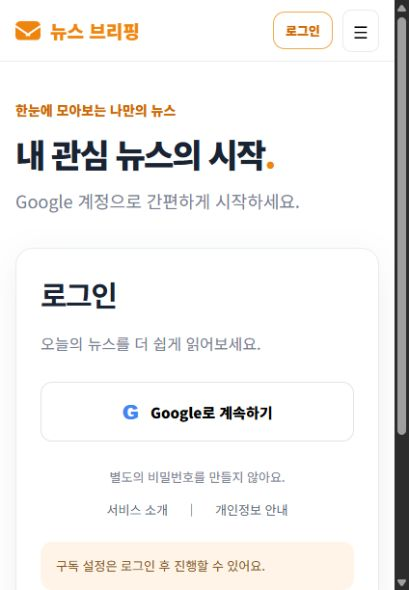 뉴스 브리핑
로그인
한눈에 모아보는 나만의 뉴스
내 관심 뉴스의 시작.
Google 계정으로 간편하게 시작하세요.
로그인
오늘의 뉴스를 더 쉽게 읽어보세요.
G Google로 계속하기
별도의 비밀번호를 만들지 않아요.
서비스 소개 | 개인정보 안내
구독 설정은 로그인 후 진행할 수 있어요.